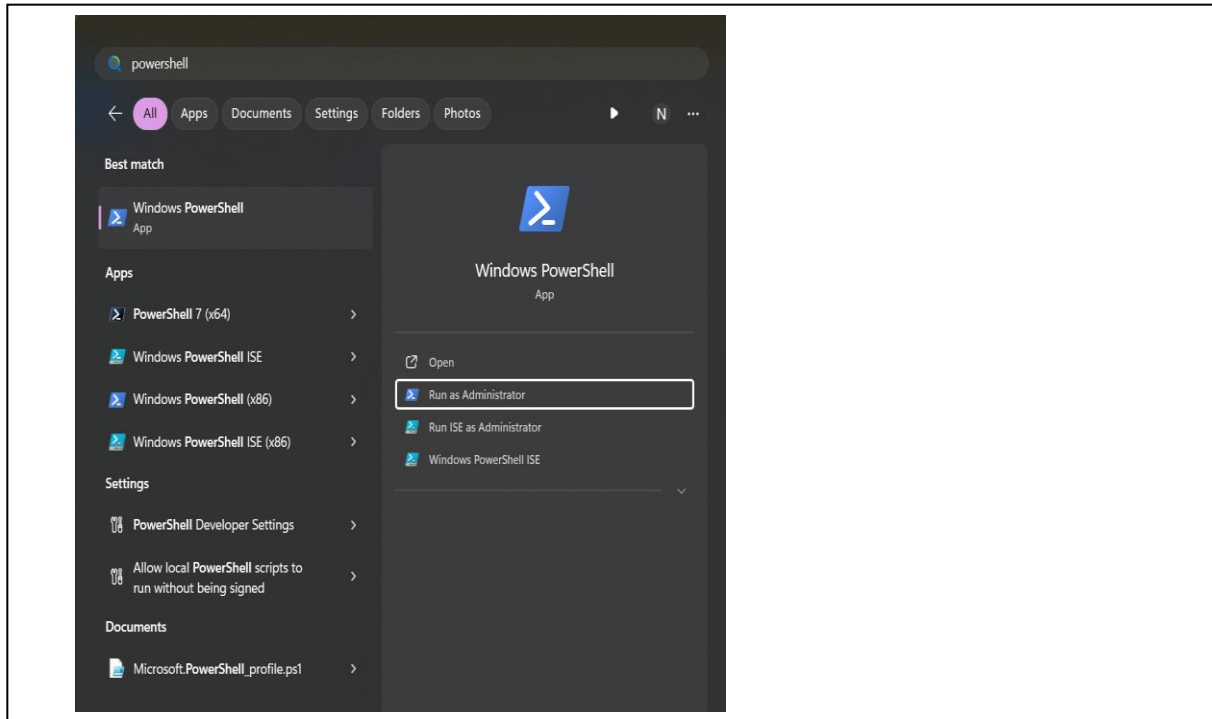 powershell
All Apps Documents Settings Folders Photos N ...
Best match
Windows PowerShell
App
Apps
PowerShell 7 (x64)
Windows PowerShell ISE
Windows PowerShell (x86)
Windows PowerShell ISE (x86)
Settings
PowerShell Developer Settings
Allow local PowerShell scripts to
run without being signed
Documents
Microsoft.PowerShell_profile.ps1
Windows PowerShell
App
Open
Run as Administrator
Run ISE as Administrator
Windows PowerShell ISE